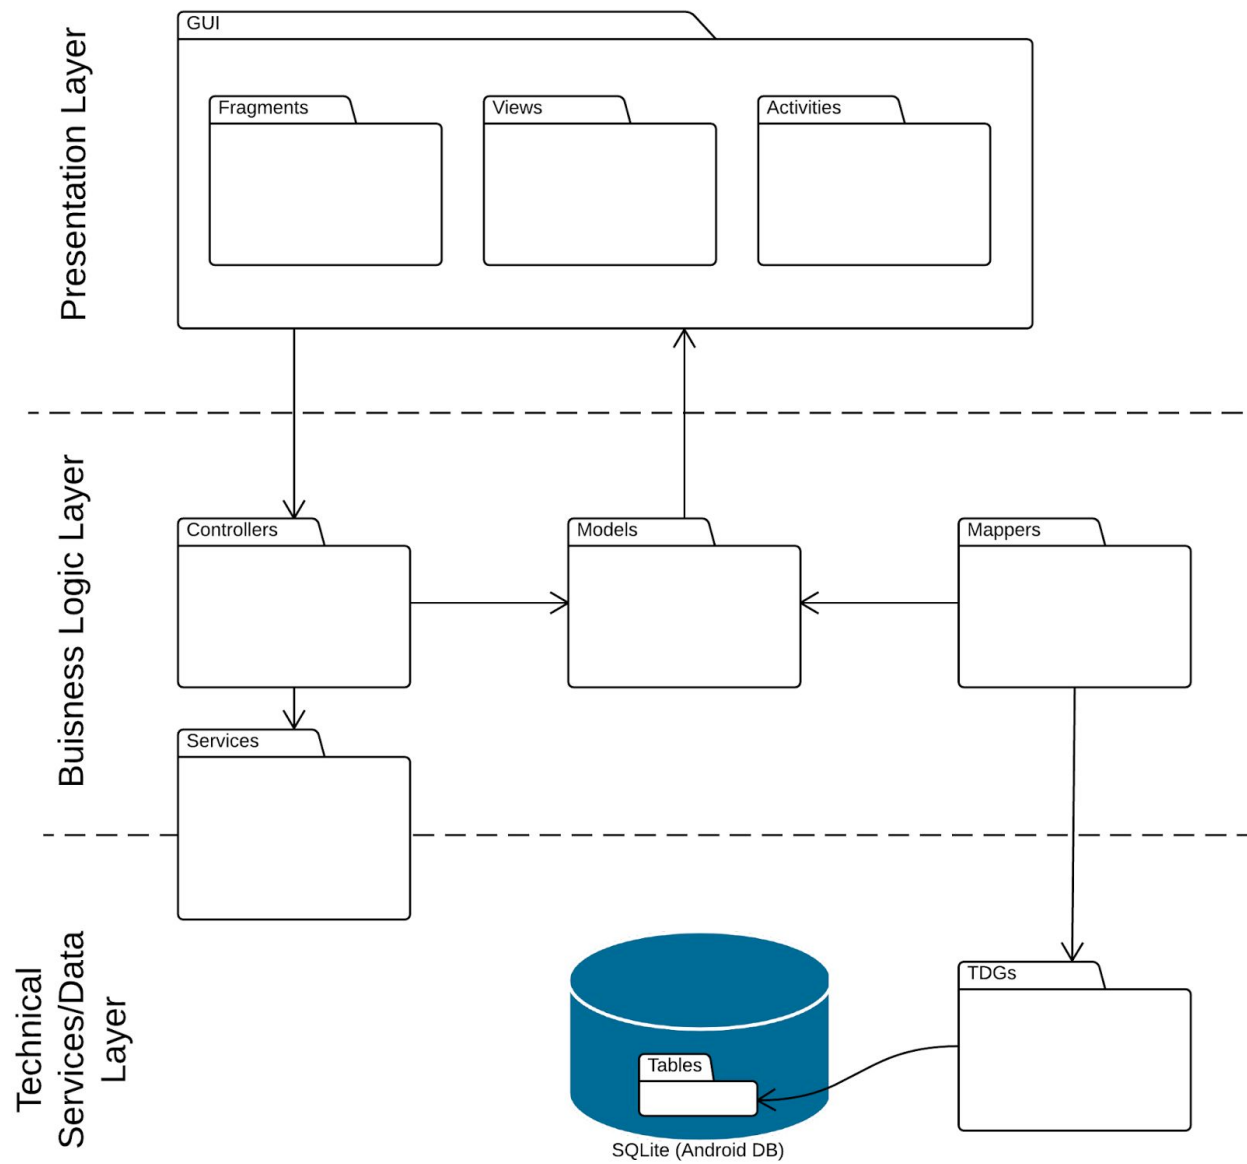 GUI
Presentation Layer
Fragments
Views
Activities
Buisness Logic Layer
Controllers
Models
Mappers
Services
Technical
Services/Data
Layer
TDGs
Tables
SQLite (Android DB)